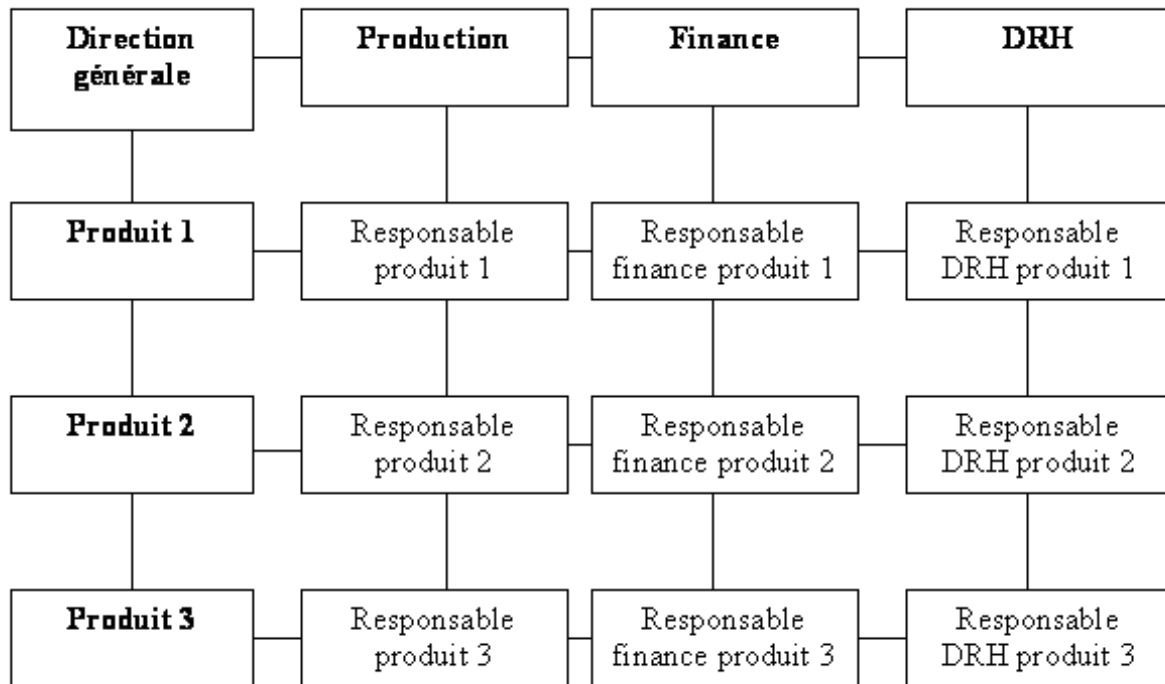 Direction
générale
Production
Finance
DRH
Produit 1
Responsable
produit 1
Responsable
finance produit 1
Responsable
DRH produit 1
Produit 2
Responsable
produit 2
Responsable
finance produit 2
Responsable
DRH produit 2
Produit 3
Responsable
produit 3
Responsable
finance produit 3
Responsable
DRH produit 3